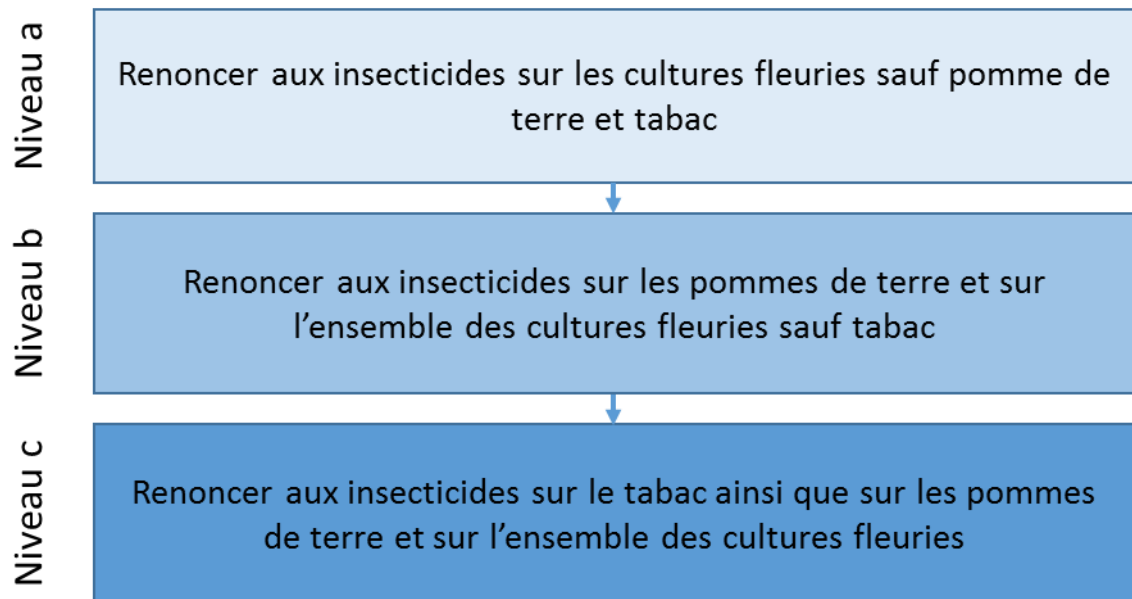 Niveau a
Renoncer aux insecticides sur les cultures fleuries sauf pomme de
terre et tabac
Niveau b
Renoncer aux insecticides sur les pommes de terre et sur
l’ensemble des cultures fleuries sauf tabac
Niveau c
Renoncer aux insecticides sur le tabac ainsi que sur les pommes
de terre et sur l’ensemble des cultures fleuries